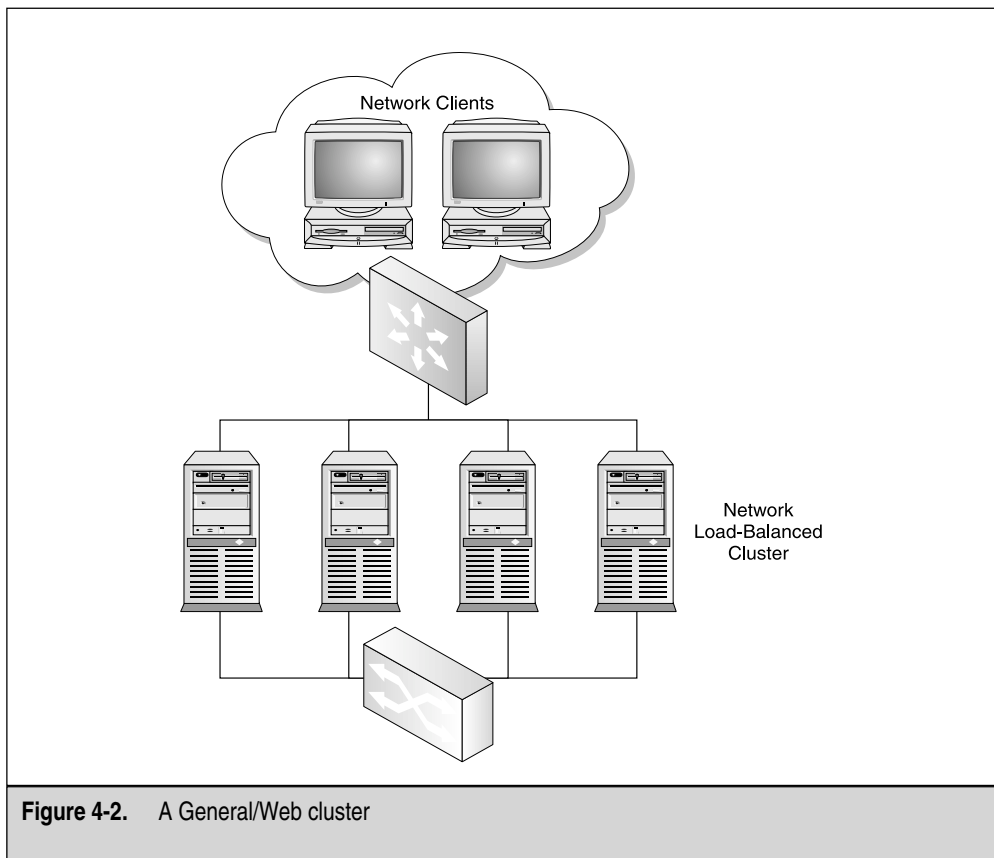 Network Clients
Network
Load-Balanced
Cluster
Figure 4-2. A General/Web cluster